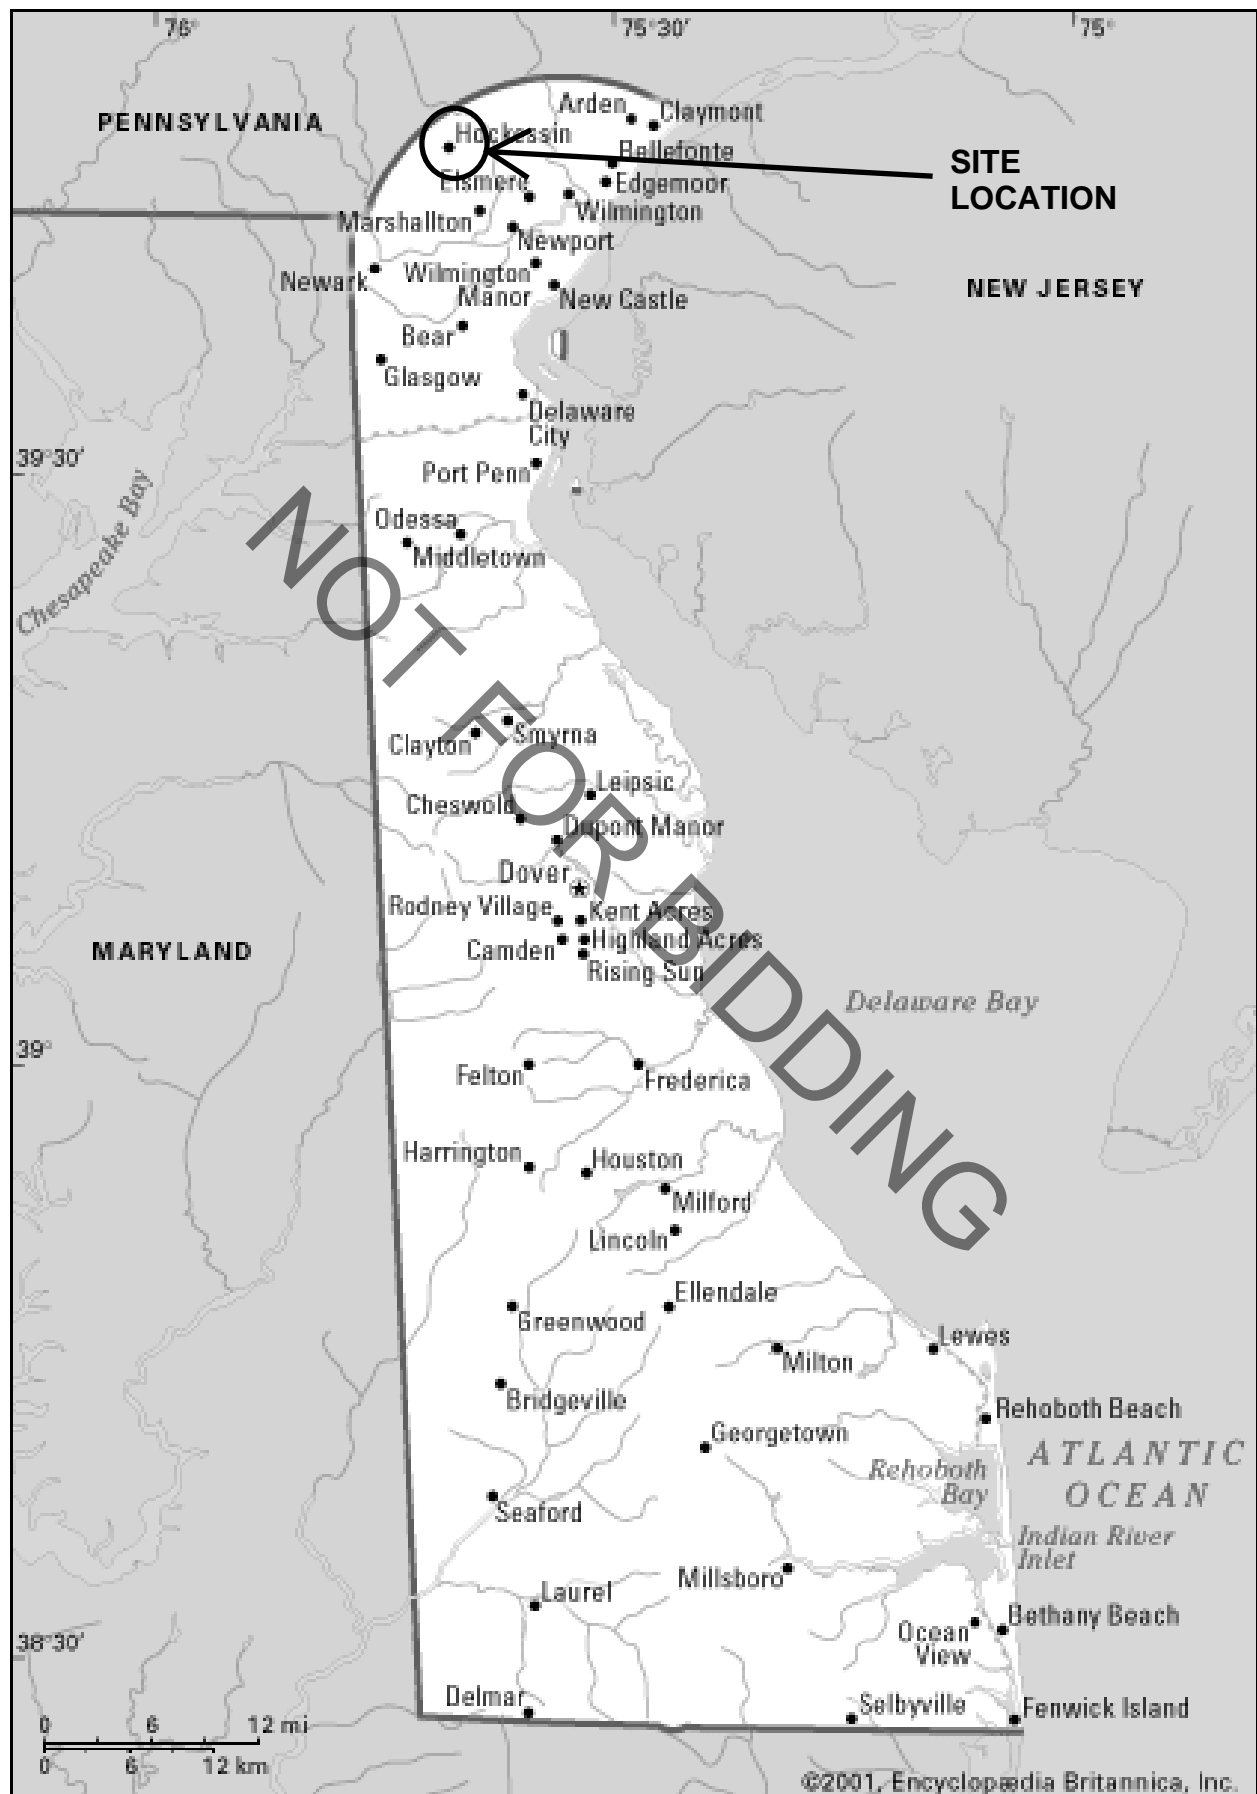 76°
75°30'
75°
PENNSYLVANIA
Arden
Claymont
Hockessin
Bellefonte
SITE
LOCATION
Elsmere
Edgemoor
Wilmington
Marshallton
Newport
Newark
Wilmington
Manor
New Castle
NEW JERSEY
Bear
Glasgow
Delaware
City
39°30'
Port Penn
Chesapeake Bay
Odessa
Middletown
NOT FOR BIDDING
Clayton
Smyrna
Leipsic
Cheswold
Dupont Manor
Dover
Rodney Village
Kent Acres
MARYLAND
Camden
Highland Acres
Rising Sun
Delaware Bay
39°
Felton
Frederica
Harrington
Houston
Milford
Lincoln
Ellendale
Greenwood
Lewes
Milton
Bridgeville
Rehoboth Beach
Georgetown
ATLANTIC
OCEAN
Rehoboth
Bay
Seaford
Indian River
Inlet
Millsboro
Laurel
Bethany Beach
Ocean
View
38°30'
Delmar
Selbyville
Fenwick Island
0 6 12 mi
0 6 12 km
©2001, Encyclopædia Britannica, Inc.